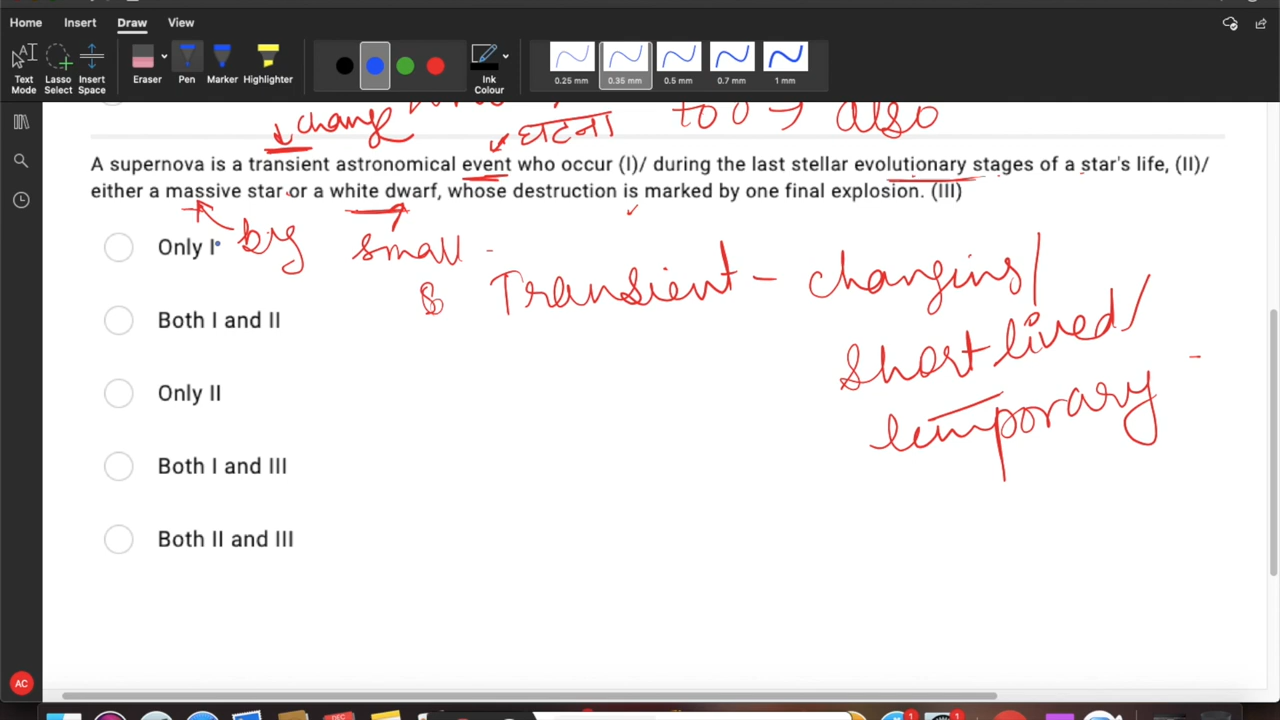 Home Insert Draw View
Text Mode Lasso Select Insert Space Eraser Pen Marker Highlighter Ink Colour 0.25 mm 0.35 mm 0.5 mm 0.7 mm 1 mm
change घटना too → also
A supernova is a transient astronomical event who occur (I)/ during the last stellar evolutionary stages of a star's life, (II)/
either a massive star or a white dwarf, whose destruction is marked by one final explosion. (III)
Only I big small
Transient - changing/
Both I and II
short lived/
Only II
temporary
Both I and III
Both II and III
AC